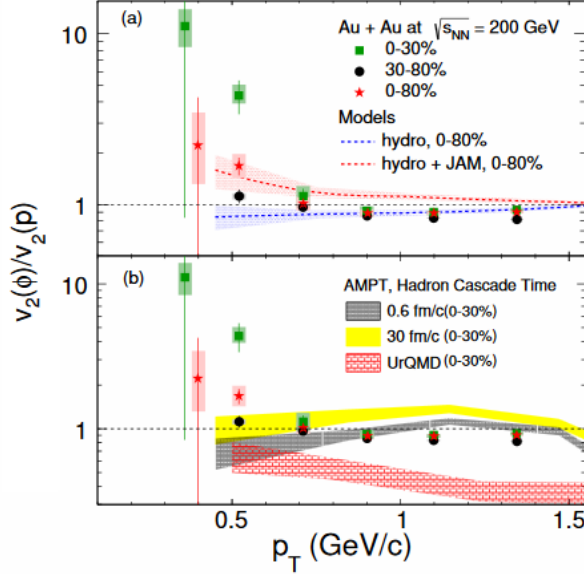 v₂(ϕ)/v₂(p)
(a)
Au + Au at √sNN = 200 GeV
0-30%
30-80%
0-80%
Models
hydro, 0-80%
hydro + JAM, 0-80%
10
1
(b)
AMPT, Hadron Cascade Time
0.6 fm/c(0-30%)
30 fm/c (0-30%)
UrQMD(0-30%)
10
1
0.5 1 1.5
pT (GeV/c)